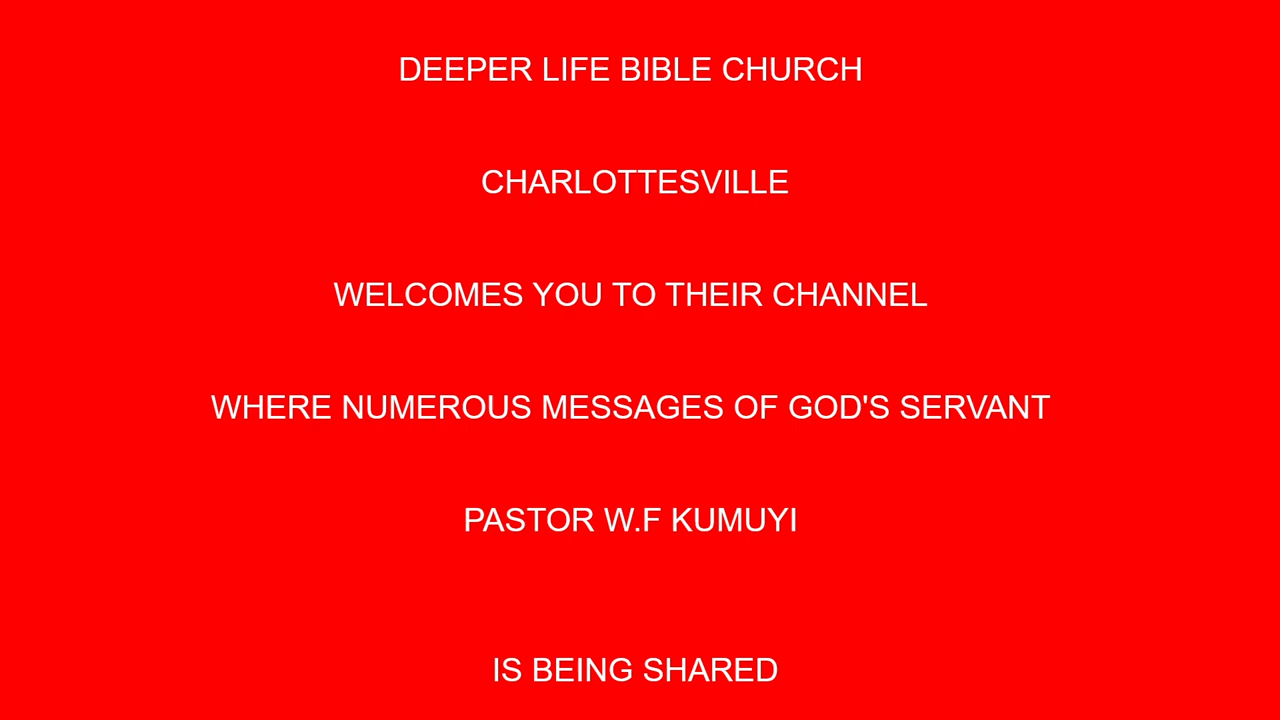 DEEPER LIFE BIBLE CHURCH
CHARLOTTESVILLE
WELCOMES YOU TO THEIR CHANNEL
WHERE NUMEROUS MESSAGES OF GOD'S SERVANT
PASTOR W.F KUMUYI
IS BEING SHARED